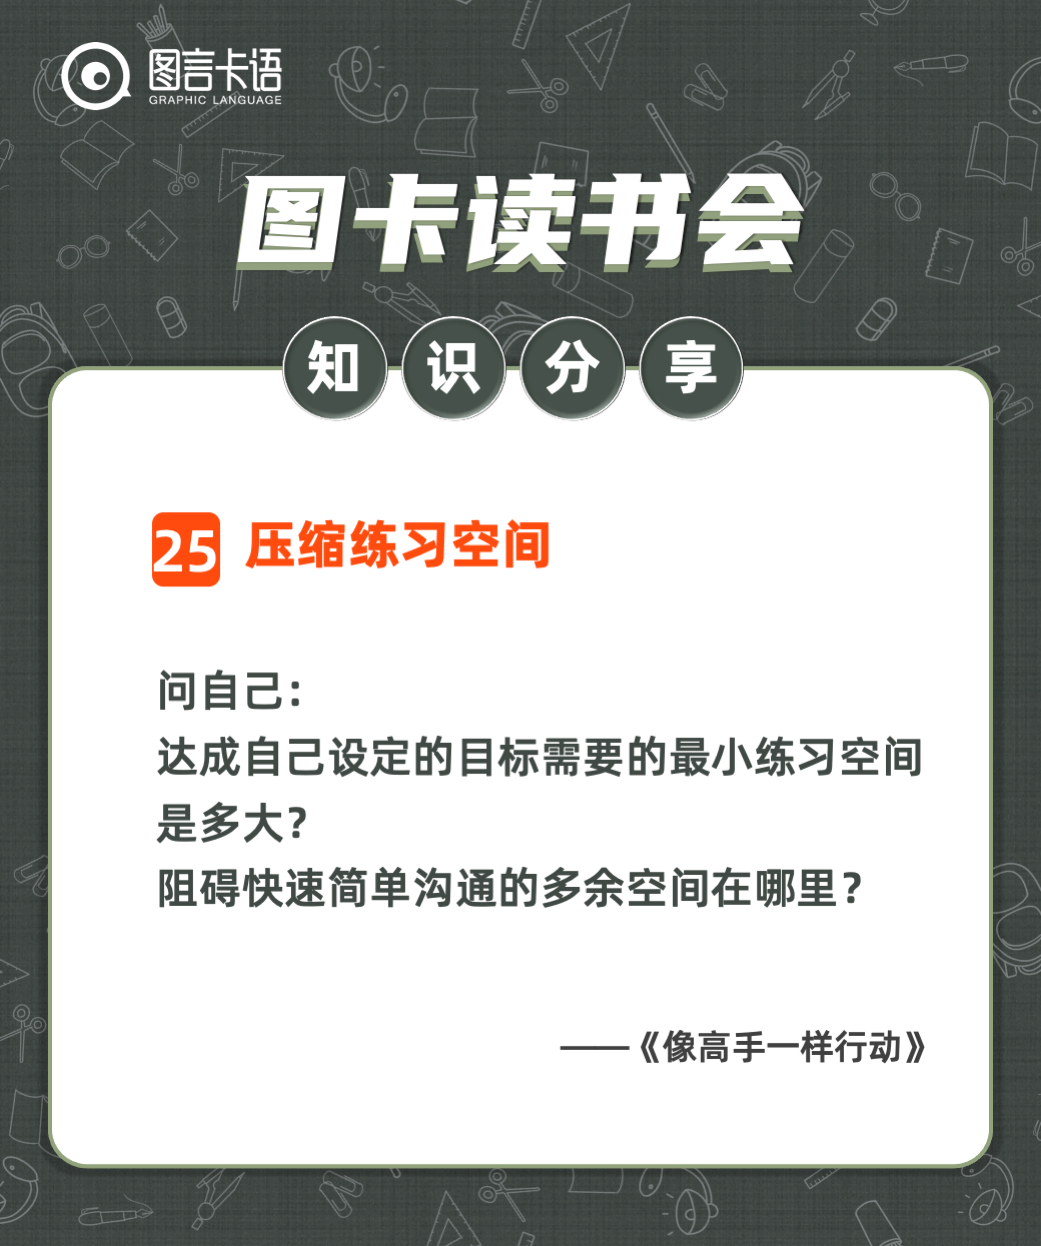 图言卡语
GRAPHIC LANGUAGE
图卡读书会
知识分享
25 压缩练习空间
问自己：
达成自己设定的目标需要的最小练习空间
是多大？
阻碍快速简单沟通的多余空间在哪里？
——《像高手一样行动》